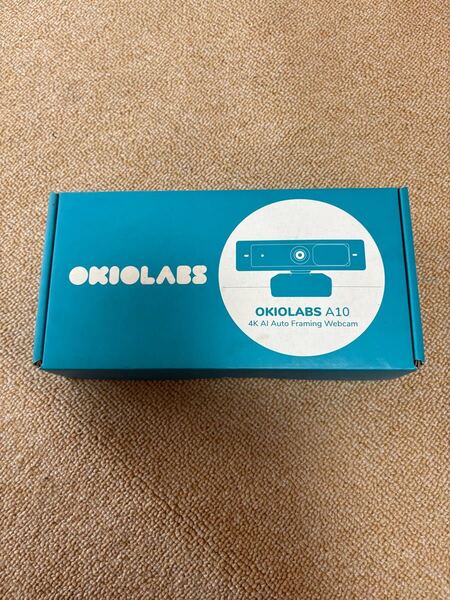 OKIOLABS
OKIOLABS A10
4K AI Auto Framing Webcam